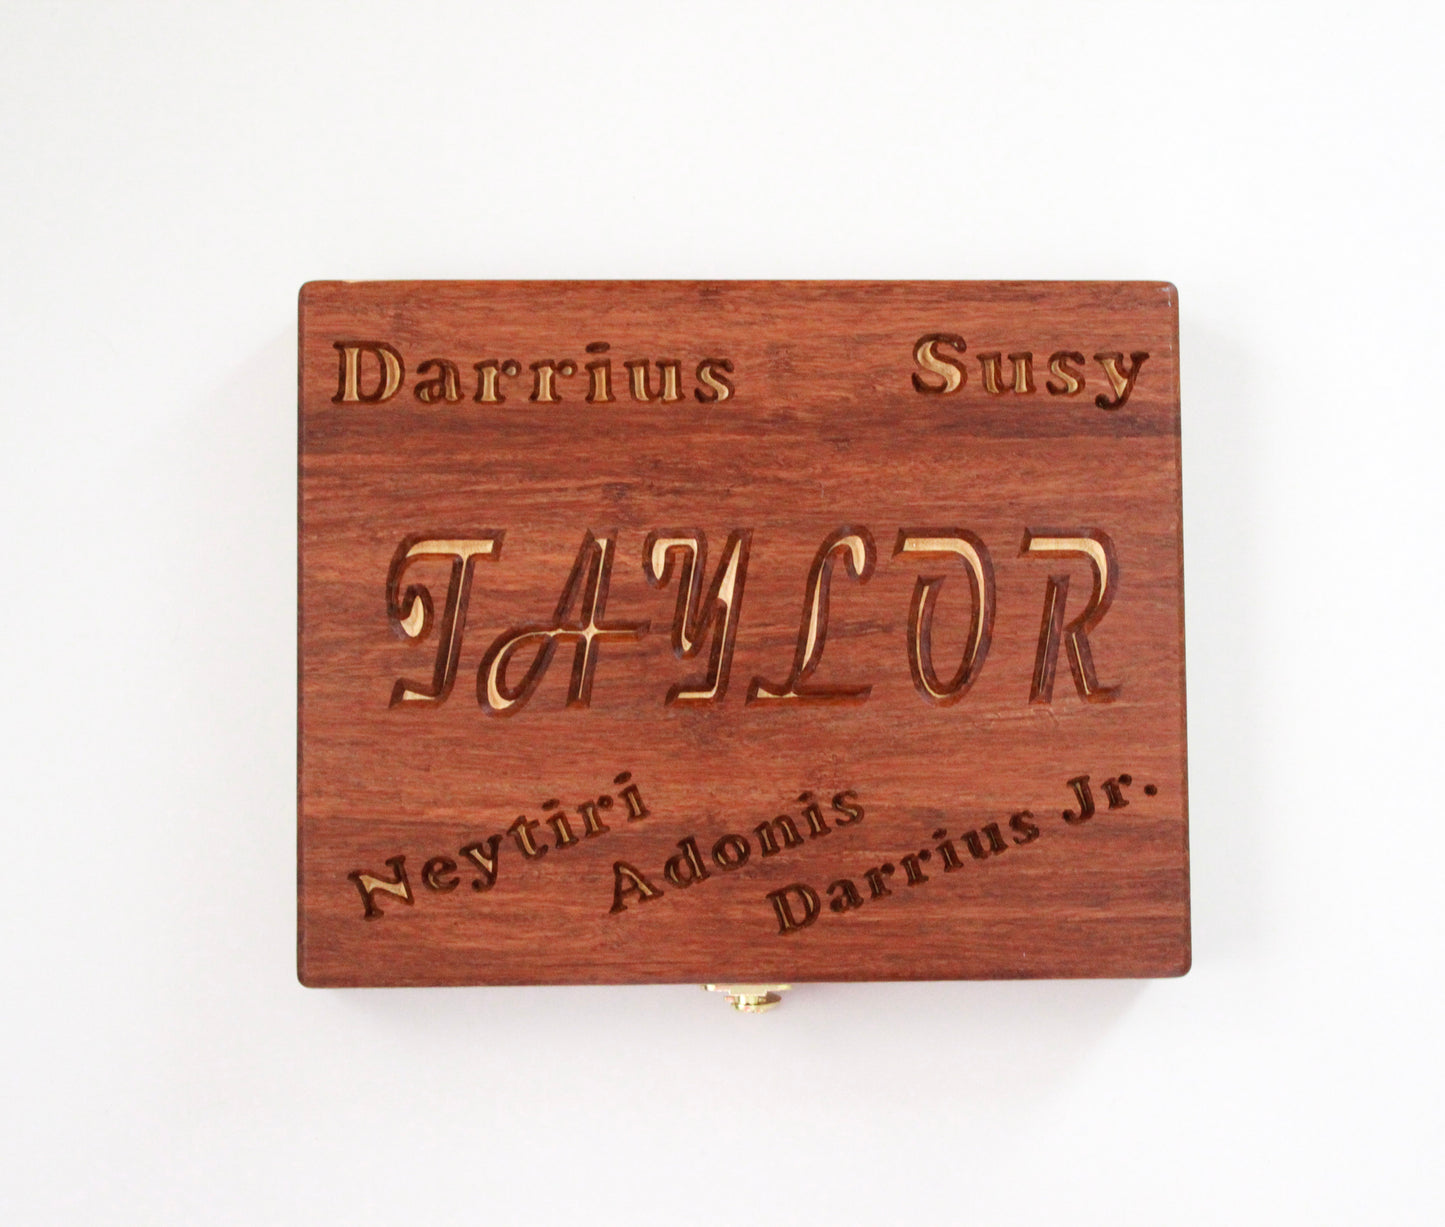 Darrius Susy
TAYLOR
Neytiri Adonis Darrius Jr.